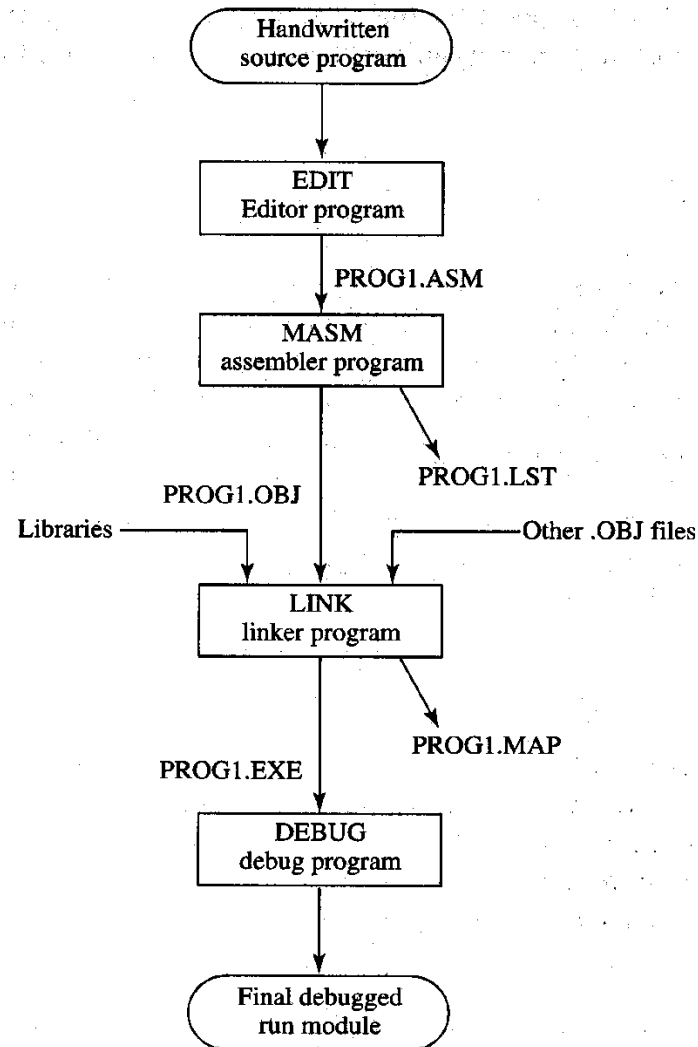 Handwritten
source program
EDIT
Editor program
PROG1.ASM
MASM
assembler program
PROG1.LST
PROG1.OBJ
Libraries
Other .OBJ files
LINK
linker program
PROG1.MAP
PROG1.EXE
DEBUG
debug program
Final debugged
run module